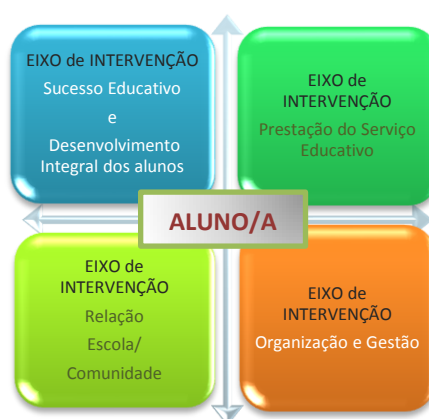 EIXO de INTERVENÇÃO
Sucesso Educativo
e
Desenvolvimento
Integral dos alunos
EIXO de
INTERVENÇÃO
Prestação do Serviço
Educativo
ALUNO/A
EIXO de
INTERVENÇÃO
Relação
Escola/
Comunidade
EIXO de
INTERVENÇÃO
Organização e Gestão